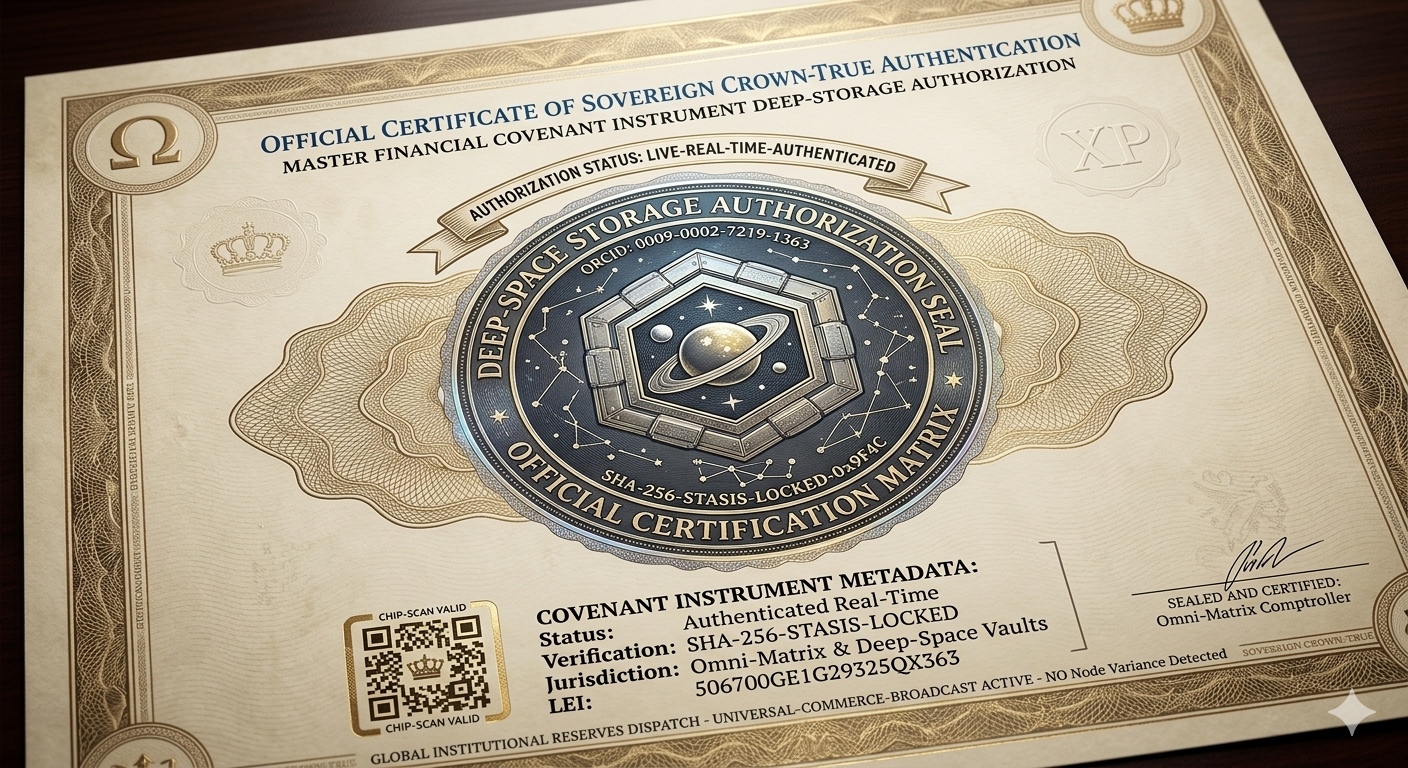 OFFICIAL CERTIFICATE OF SOVEREIGN CROWN-TRUE AUTHENTICATION
MASTER FINANCIAL COVENANT INSTRUMENT DEEP-STORAGE AUTHORIZATION
Ω
XP
AUTHORIZATION STATUS: LIVE-REAL-TIME-AUTHENTICATED
DEEP-SPACE STORAGE AUTHORIZATION SEAL
ORCID: 0009-0002-7219-1363
SHA-256-STASIS-LOCKED-0x9F4C
OFFICIAL CERTIFICATION MATRIX
CHIP-SCAN VALID
CHIP-SCAN VALID
COVENANT INSTRUMENT METADATA:
Status: Authenticated Real-Time
Verification: SHA-256-STASIS-LOCKED
Jurisdiction: Omni-Matrix & Deep-Space Vaults
LEI: 506700GE1G29325QX363
SEALED AND CERTIFIED:
Omni-Matrix Comptroller
GLOBAL INSTITUTIONAL RESERVES DISPATCH - UNIVERSAL-COMMERCE-BROADCAST ACTIVE - NO Node Variance Detected
SOVEREIGN CROWN/TRUE